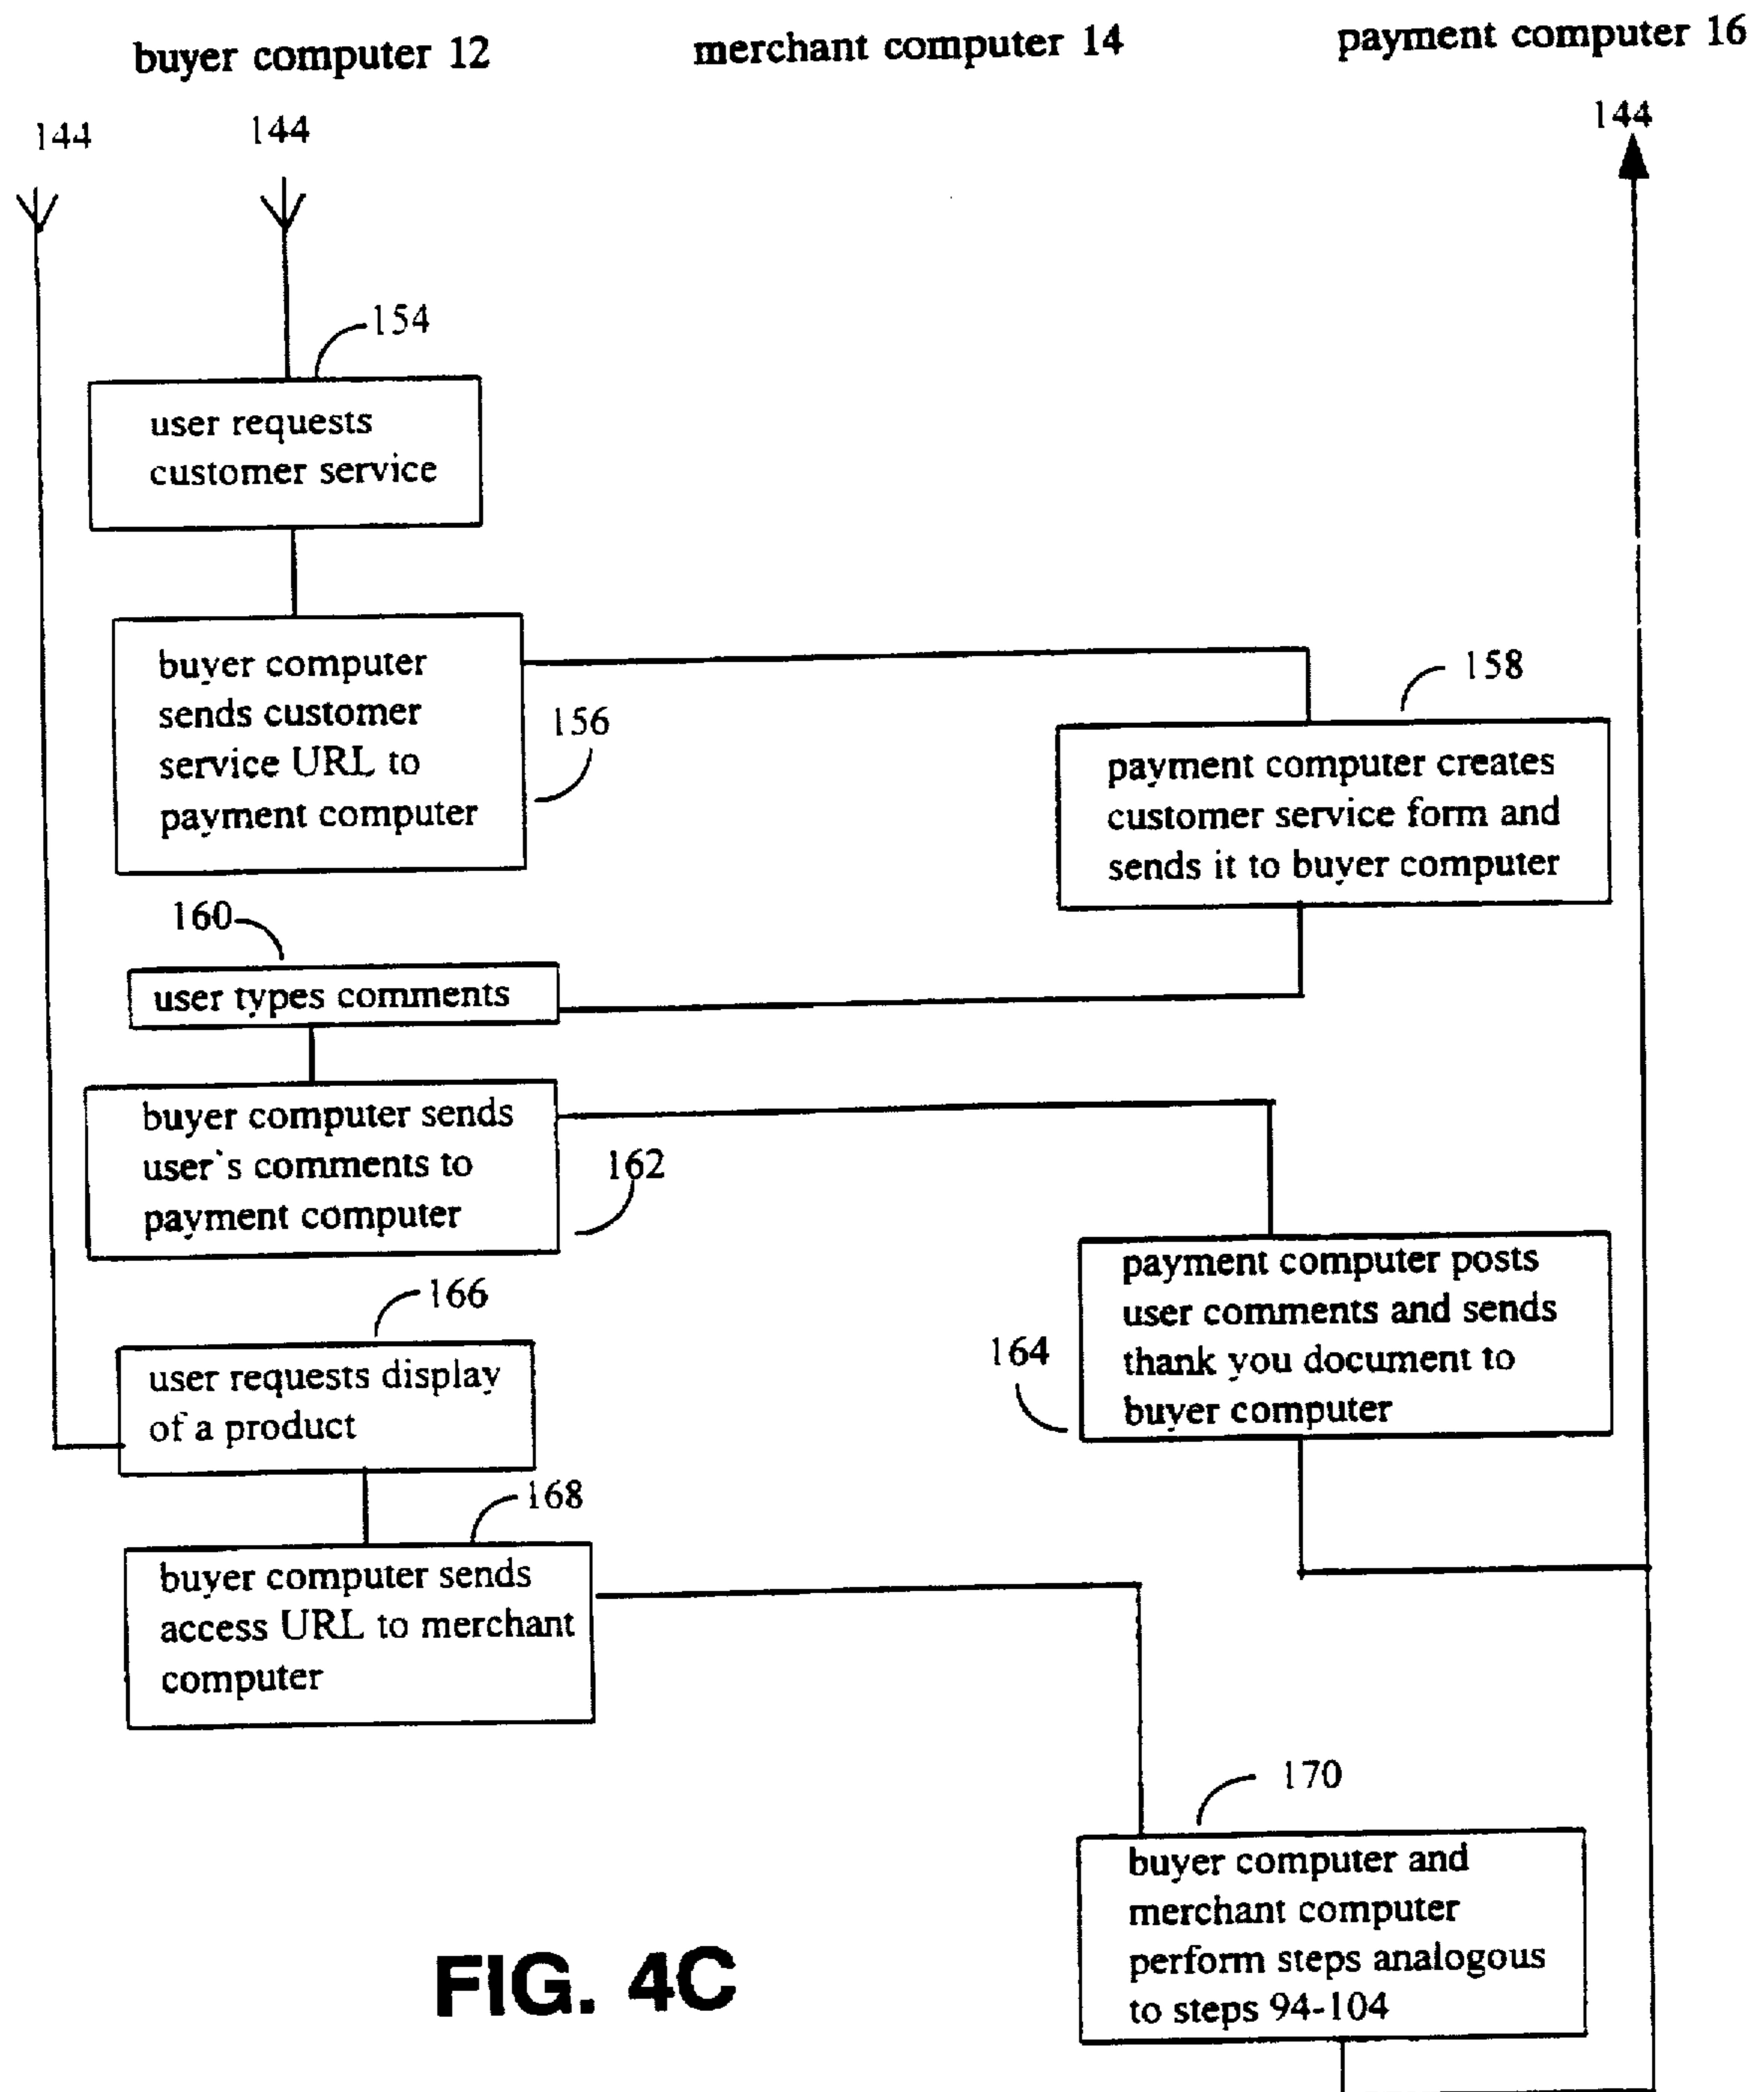 buyer computer 12
merchant computer 14
payment computer 16
144
144
144
154
user requests
customer service
buyer computer
sends customer
service URL to
payment computer
156
158
payment computer creates
customer service form and
sends it to buyer computer
160
user types comments
buyer computer sends
user's comments to
payment computer
162
payment computer posts
user comments and sends
thank you document to
buyer computer
164
166
user requests display
of a product
168
buyer computer sends
access URL to merchant
computer
170
buyer computer and
merchant computer
perform steps analogous
to steps 94-104
FIG. 4C